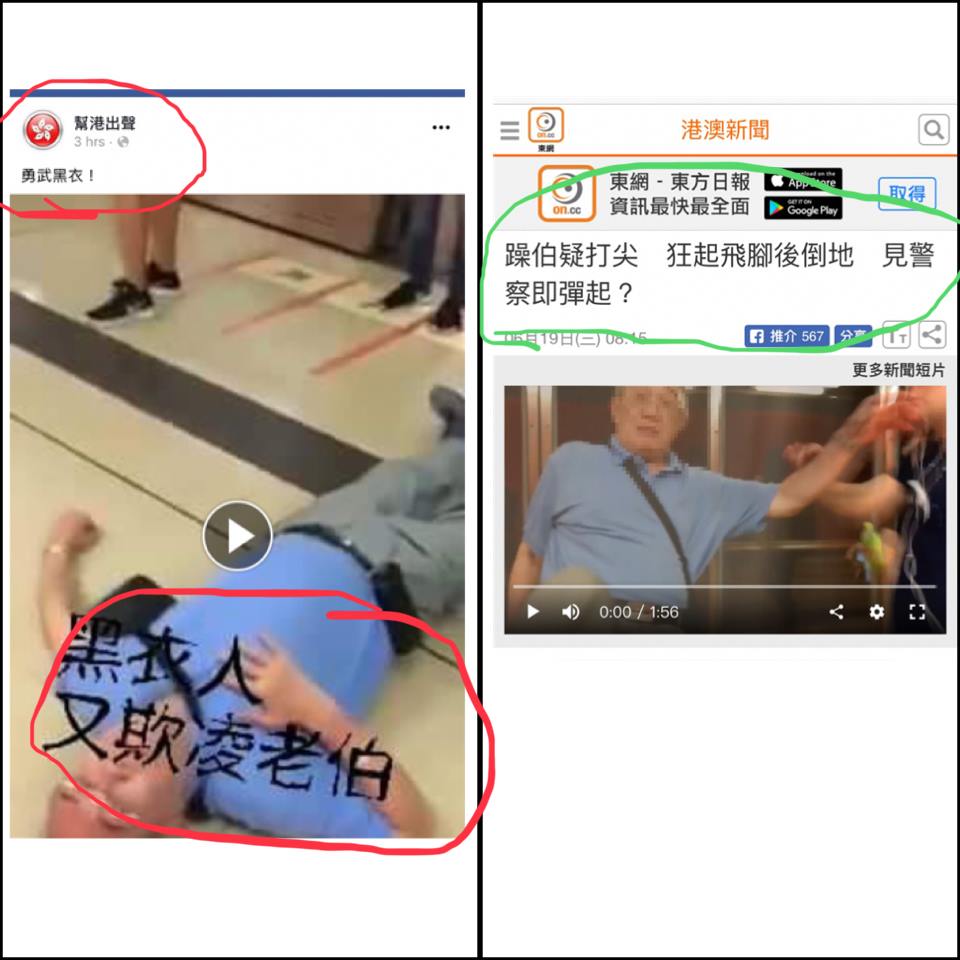 幫港出聲
3 hrs
勇武黑衣！
黑衣人
又欺凌老伯
on.cc
東網
港澳新聞
on.cc
東網 - 東方日報
資訊最快最全面
Download on the
App Store
GET IT ON
Google Play
取得
躁伯疑打尖　狂起飛腳後倒地　見警
察即彈起？
06月19日(三) 08:15
推介 567
分享
TT
更多新聞短片
0:00 / 1:56